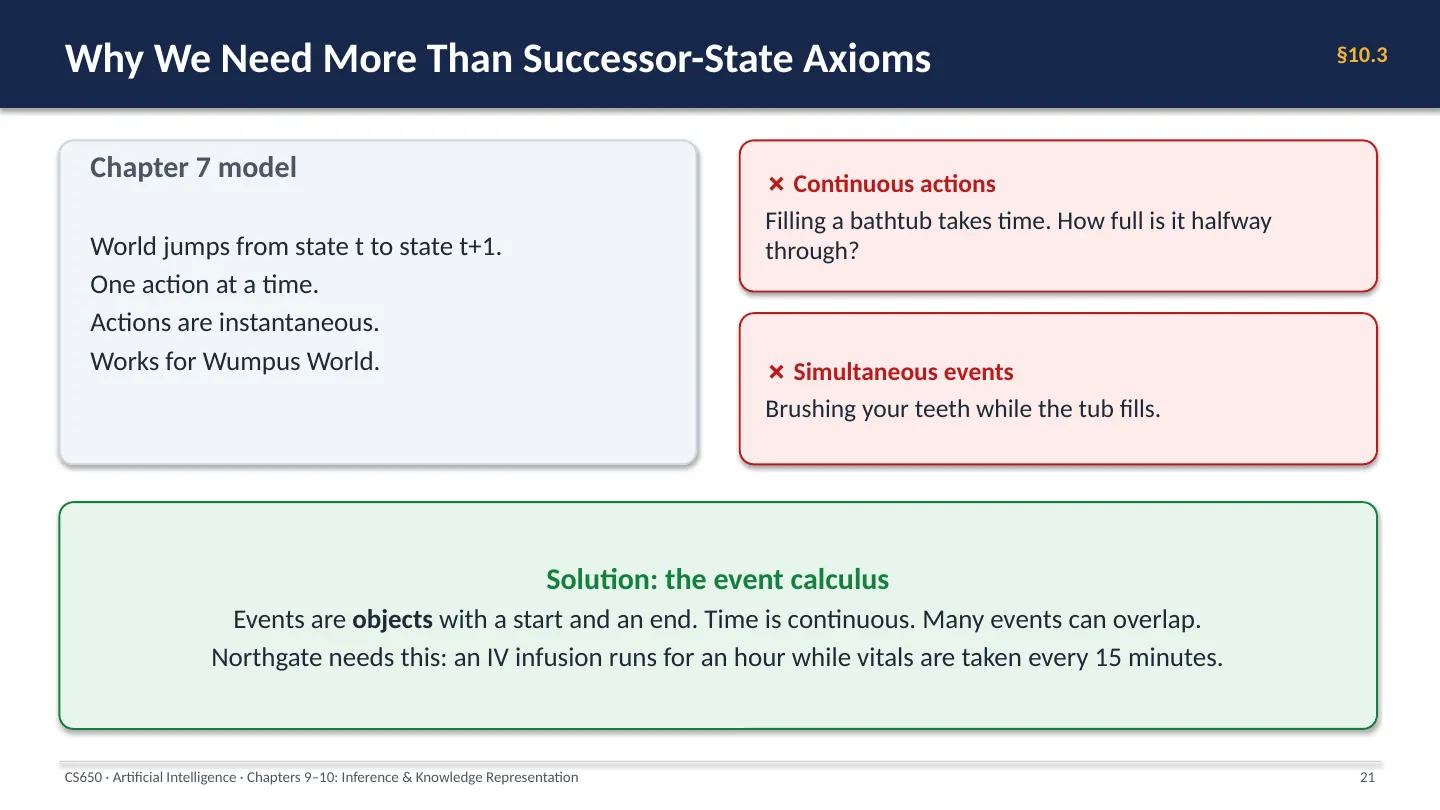 Why We Need More Than Successor-State Axioms
§10.3
Chapter 7 model
World jumps from state t to state t+1.
One action at a time.
Actions are instantaneous.
Works for Wumpus World.
✕ Continuous actions
Filling a bathtub takes time. How full is it halfway
through?
✕ Simultaneous events
Brushing your teeth while the tub fills.
Solution: the event calculus
Events are objects with a start and an end. Time is continuous. Many events can overlap.
Northgate needs this: an IV infusion runs for an hour while vitals are taken every 15 minutes.
CS650 · Artificial Intelligence · Chapters 9–10: Inference & Knowledge Representation
21